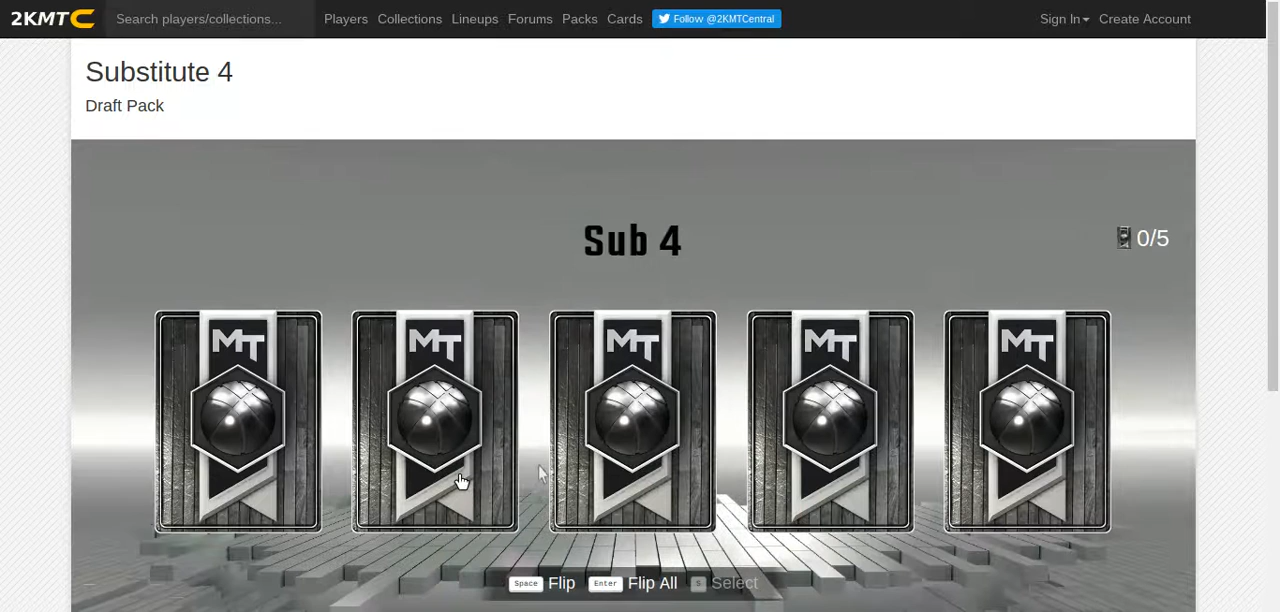 2KMTC Search players/collections... Players Collections Lineups Forums Packs Cards Follow @2KMTCentral Sign In Create Account
Substitute 4
Draft Pack
Sub 4
0/5
MT MT MT MT MT
Space Flip Enter Flip All S Select